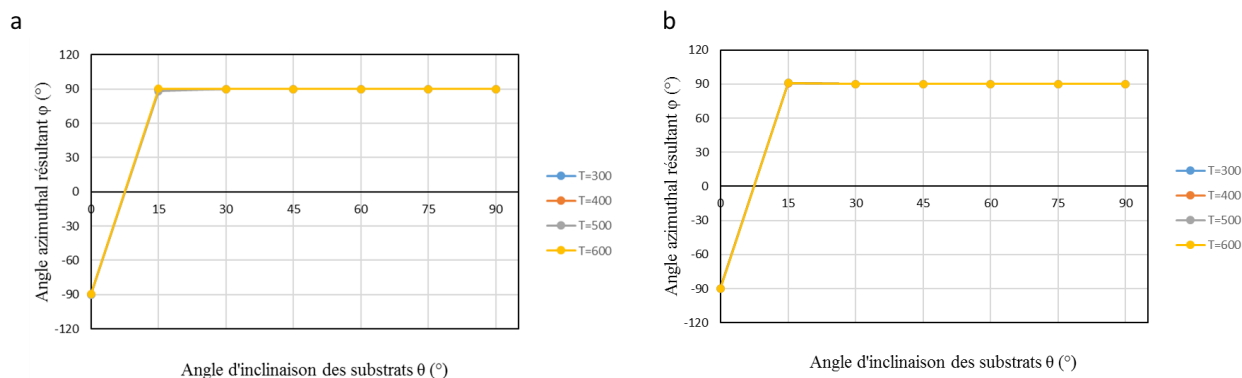 a
120
90
60
30
0
-30
-60
-90
-120
0 15 30 45 60 75 90
Angle azimuthal résultant φ (°)
Angle d'inclinaison des substrats θ (°)
T=300
T=400
T=500
T=600
b
120
90
60
30
0
-30
-60
-90
-120
0 15 30 45 60 75 90
Angle azimuthal résultant φ (°)
Angle d'inclinaison des substrats θ (°)
T=300
T=400
T=500
T=600